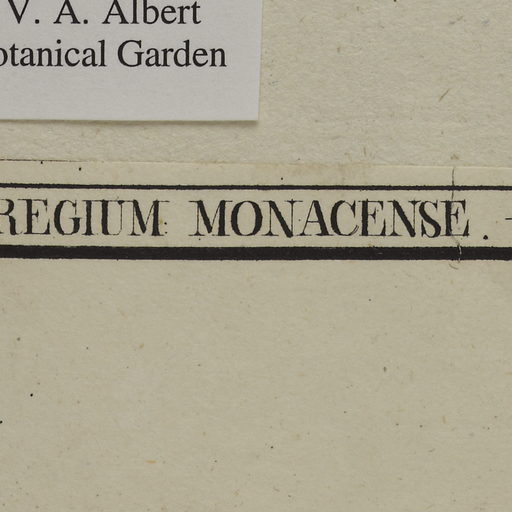 V. A. Albert
otanical Garden
REGIUM MONACENSE.